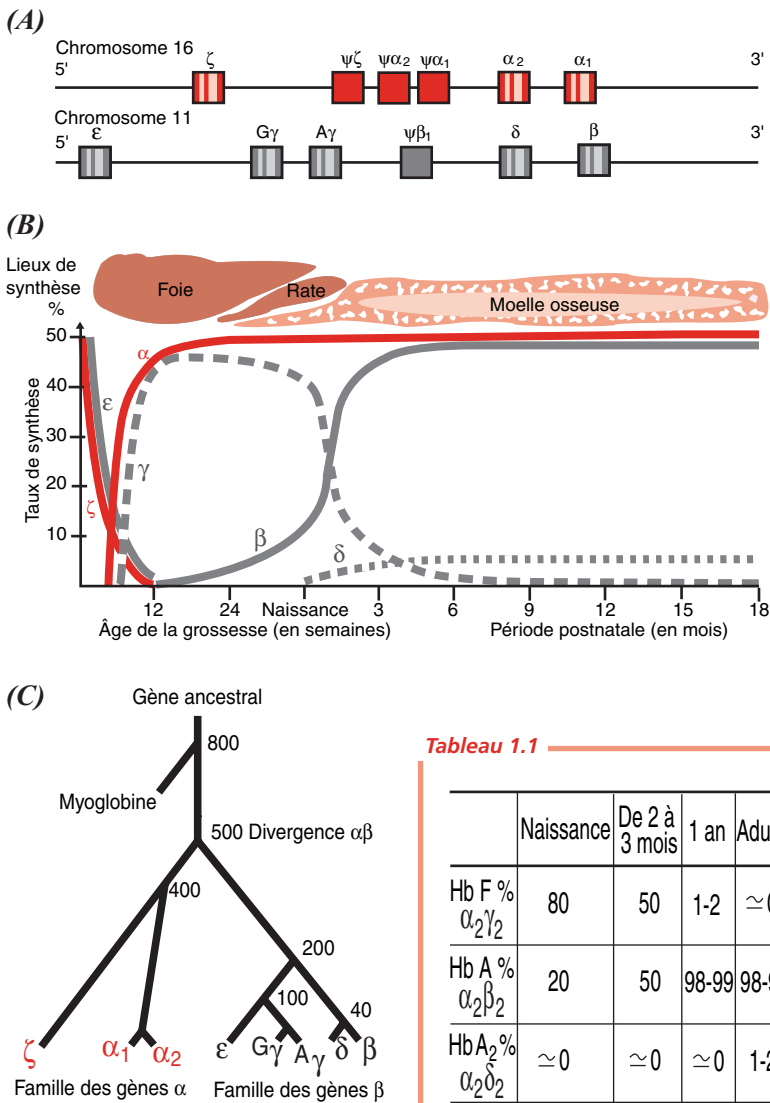 (A)
Chromosome 16
5' ζ ψζ ψα2 ψα1 α2 α1 3'
Chromosome 11
5' ε Gγ Aγ ψβ1 δ β 3'
(B)
Lieux de
synthèse
%
Foie
Rate
Moelle osseuse
Taux de synthèse
50
40
30
20
10
α
ε
γ
ζ
β
δ
12 24 Naissance 3 6 9 12 15 18
Âge de la grossesse (en semaines) Période postnatale (en mois)
(C)
Gène ancestral
800
Myoglobine
500 Divergence αβ
400
200
100
40
ζ α1 α2 ε Gγ Aγ δ β
Famille des gènes α Famille des gènes β
Tableau 1.1
Naissance De 2 à 3 mois 1 an
Hb F % 80 50 1-2
α2γ2
Hb A % 20 50 98-99
α2β2
Hb A2 % ≃0 ≃0 ≃0
α2δ2